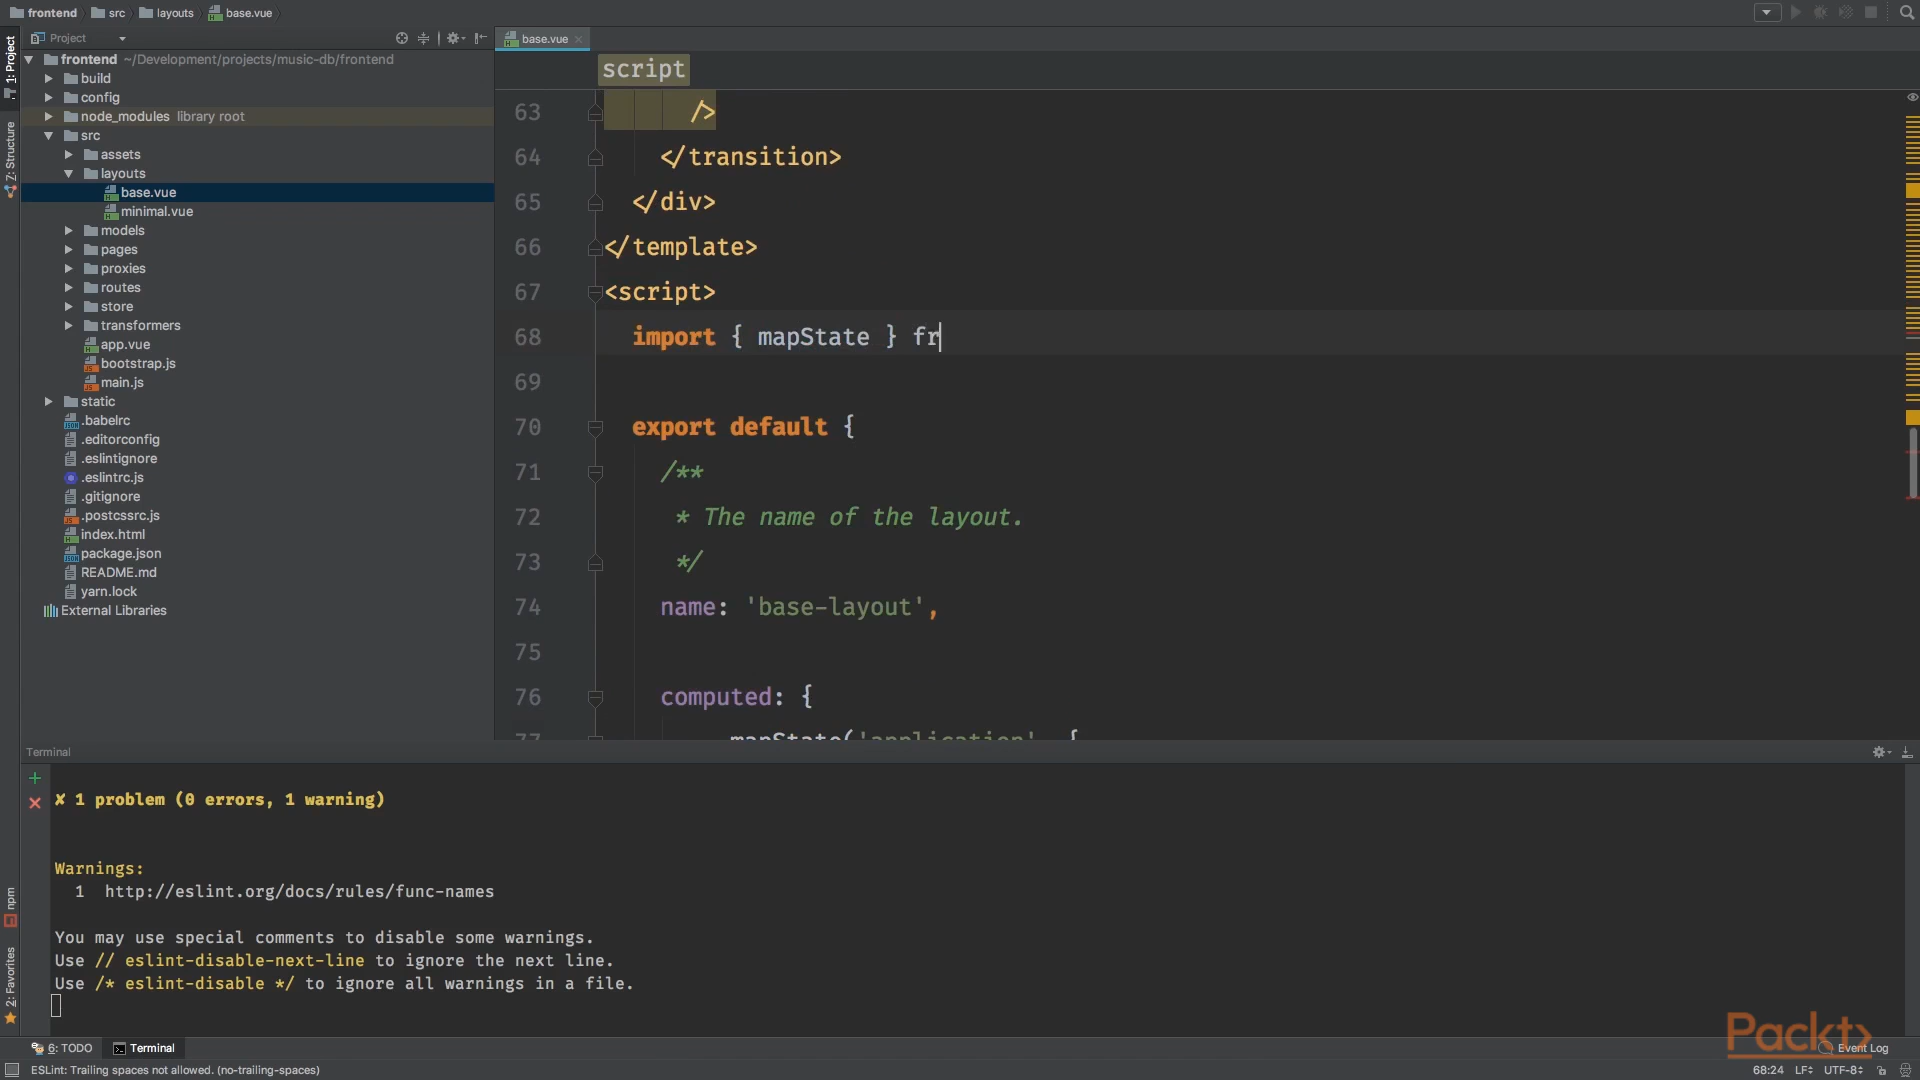 frontend src layouts base.vue
Project
base.vue
1: Project
Z: Structure
npm
2: Favorites
frontend ~/Development/projects/music-db/frontend
build
config
node_modules library root
src
assets
layouts
base.vue
minimal.vue
models
pages
proxies
routes
store
transformers
app.vue
bootstrap.js
main.js
static
.babelrc
.editorconfig
.eslintignore
.eslintrc.js
.gitignore
.postcssrc.js
index.html
package.json
README.md
yarn.lock
External Libraries
script
63 />
64 </transition>
65 </div>
66 </template>
67 <script>
68 import { mapState } fr
69
70 export default {
71 /**
72 * The name of the layout.
73 */
74 name: 'base-layout',
75
76 computed: {
77 mapState('application', {
Terminal
✘ 1 problem (0 errors, 1 warning)
Warnings:
1 http://eslint.org/docs/rules/func-names
You may use special comments to disable some warnings.
Use // eslint-disable-next-line to ignore the next line.
Use /* eslint-disable */ to ignore all warnings in a file.
6: TODO Terminal
Packt>
Event Log
ESLint: Trailing spaces not allowed. (no-trailing-spaces)
68:24 LF UTF-8